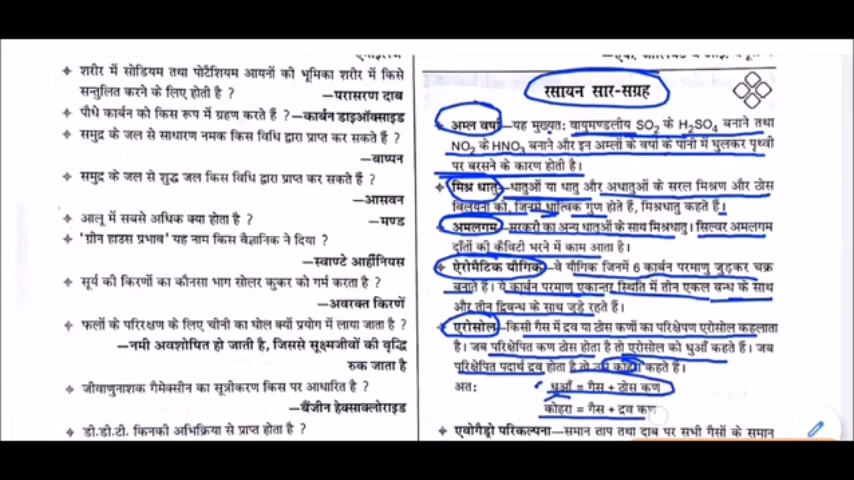 शरीर में सोडियम तथा पोटैशियम आयनों की भूमिका शरीर में किसे
सन्तुलित करने के लिए होती है ?
—परासरण दाब
पौधे कार्बन को किस रूप में ग्रहण करते हैं ? —कार्बन डाइऑक्साइड
समुद्र के जल से साधारण नमक किस विधि द्वारा प्राप्त कर सकते हैं ?
—वाष्पन
समुद्र के जल से शुद्ध जल किस विधि द्वारा प्राप्त कर सकते हैं ?
—आसवन
आलू में सबसे अधिक क्या होता है ?
—मण्ड
'ग्रीन हाउस प्रभाव' यह नाम किस वैज्ञानिक ने दिया ?
—स्वाण्टे आर्हीनियस
सूर्य की किरणों का कौनसा भाग सोलर कुकर को गर्म करता है ?
—अवरक्त किरणें
फलों के परिरक्षण के लिए चीनी का घोल क्यों प्रयोग में लाया जाता है ?
—नमी अवशोषित हो जाती है, जिससे सूक्ष्मजीवों की वृद्धि
रुक जाता है
जीवाणुनाशक गैमेक्सीन का सूत्रीकरण किस पर आधारित है ?
—बैंजीन हेक्साक्लोराइड
डी.डी.टी. किनकी अभिक्रिया से प्राप्त होता है ?
रसायन सार-संग्रह
अम्ल वर्षा—यह मुख्यत: वायुमण्डलीय SO₂ के H₂SO₄ बनाने तथा
NO₂ के HNO₃ बनाने और इन अम्लों के वर्षा के पानी में घुलकर पृथ्वी
पर बरसने के कारण होती है।
मिश्र धातु—धातुओं या धातु और अधातुओं के सरल मिश्रण और ठोस
विलयनों को, जिनमें धात्विक गुण होते हैं, मिश्रधातु कहते हैं।
अमलगम—मरकरी का अन्य धातुओं के साथ मिश्रधातु। सिल्वर अमलगम
दाँतों की कैविटी भरने में काम आता है।
ऐरोमैटिक यौगिक—वे यौगिक जिनमें 6 कार्बन परमाणु जुड़कर चक्र
बनाते हैं। ये कार्बन परमाणु एकान्तर स्थिति में तीन एकल बन्ध के साथ
और तीन द्विबन्ध के साथ जुड़े रहते हैं।
एरोसोल—किसी गैस में द्रव या ठोस कणों का परिक्षेपण एरोसोल कहलाता
है। जब परिक्षेपित कण ठोस होता है तो एरोसोल को धुआँ कहते हैं। जब
परिक्षेपित पदार्थ द्रव होता है तो उसे कोहरा कहते हैं।
अत: धुआँ = गैस + ठोस कण
कोहरा = गैस + द्रव कण
एवोगैड्रो परिकल्पना—समान ताप तथा दाब पर सभी गैसों के समान